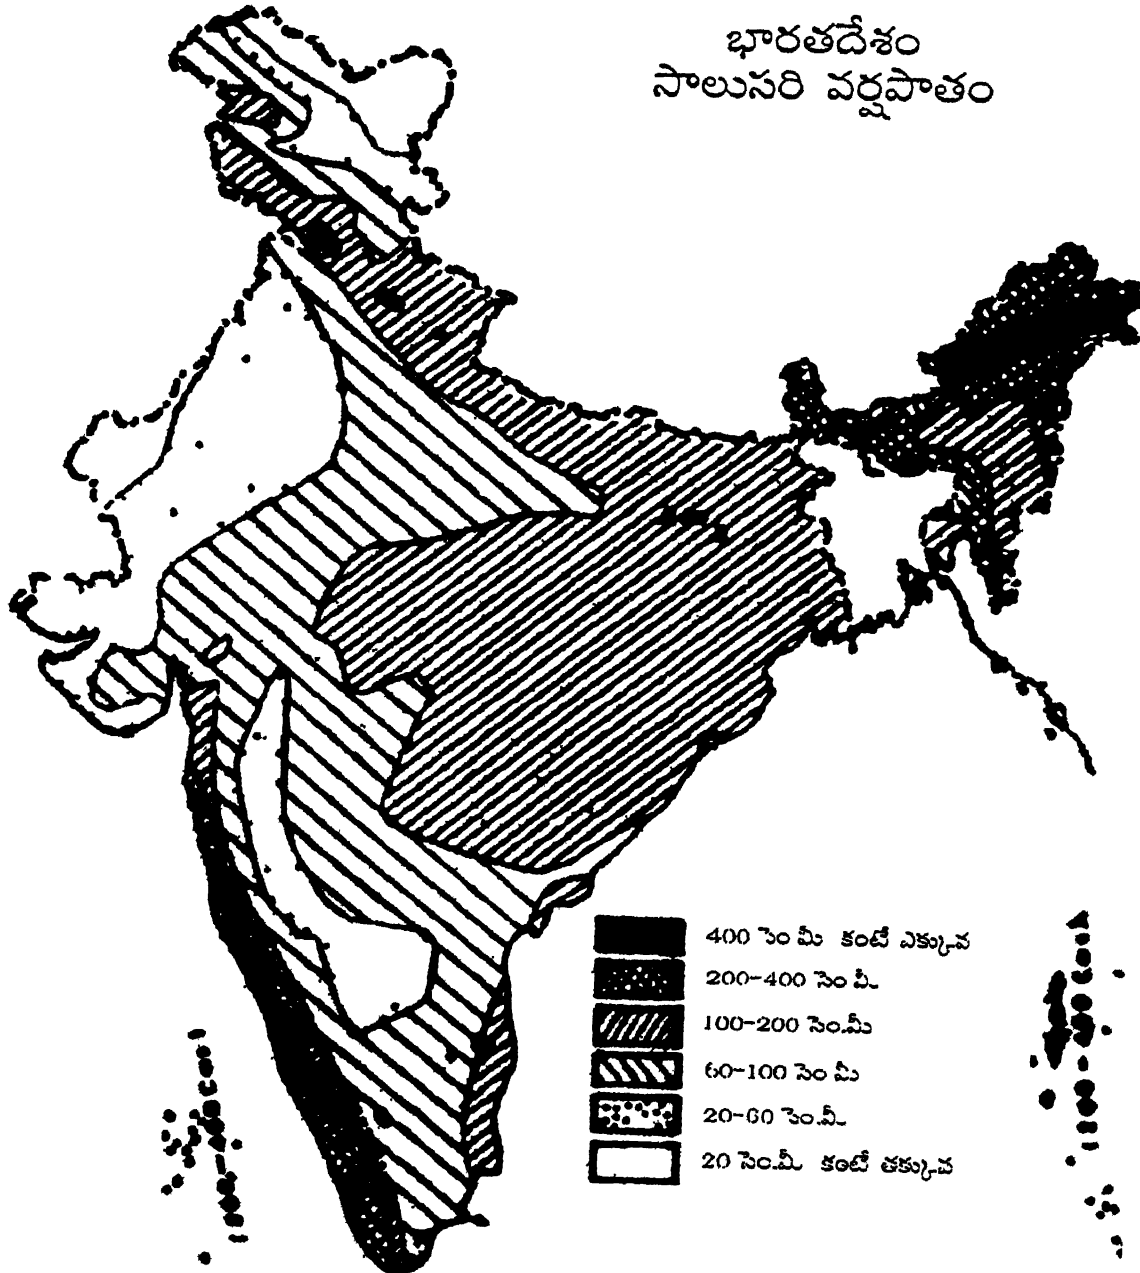 భారతదేశం
సాలుసరి వర్షపాతం
400 సెం మీ కంటే ఎక్కువ
200-400 సెం మీ
100-200 సెం.మీ
60-100 సెం మీ
20-60 సెం.మీ
20 సెం.మీ కంటే తక్కువ